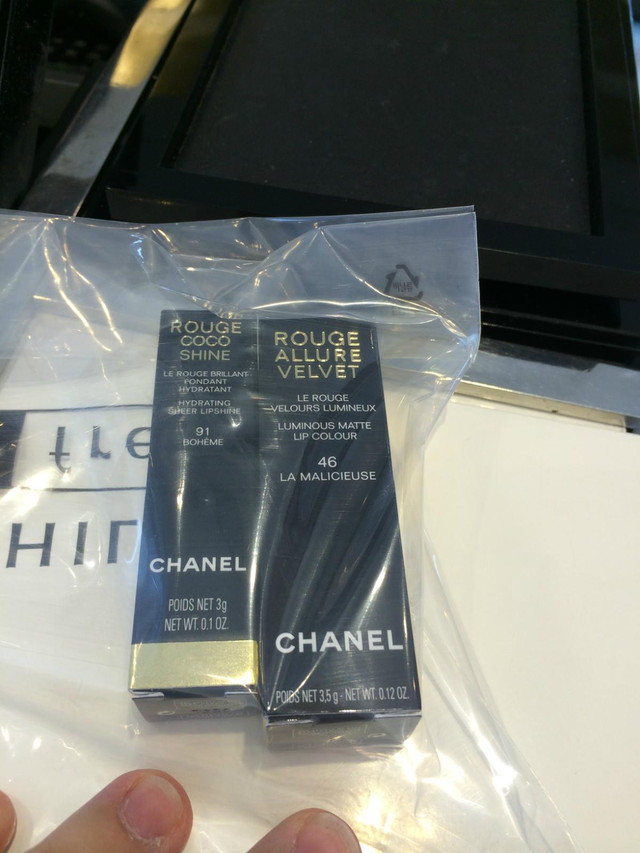 ROUGE
COCO
SHINE
LE ROUGE BRILLANT
FONDANT
HYDRATANT
HYDRATING
SHEER LIPSHINE
91
BOHÈME
CHANEL
POIDS NET 3g
NET WT. 0.1 OZ.
ROUGE
ALLURE
VELVET
LE ROUGE
VELOURS LUMINEUX
LUMINOUS MATTE
LIP COLOUR
46
LA MALICIEUSE
CHANEL
POIDS NET 3,5 g - NET WT. 0.12 OZ.